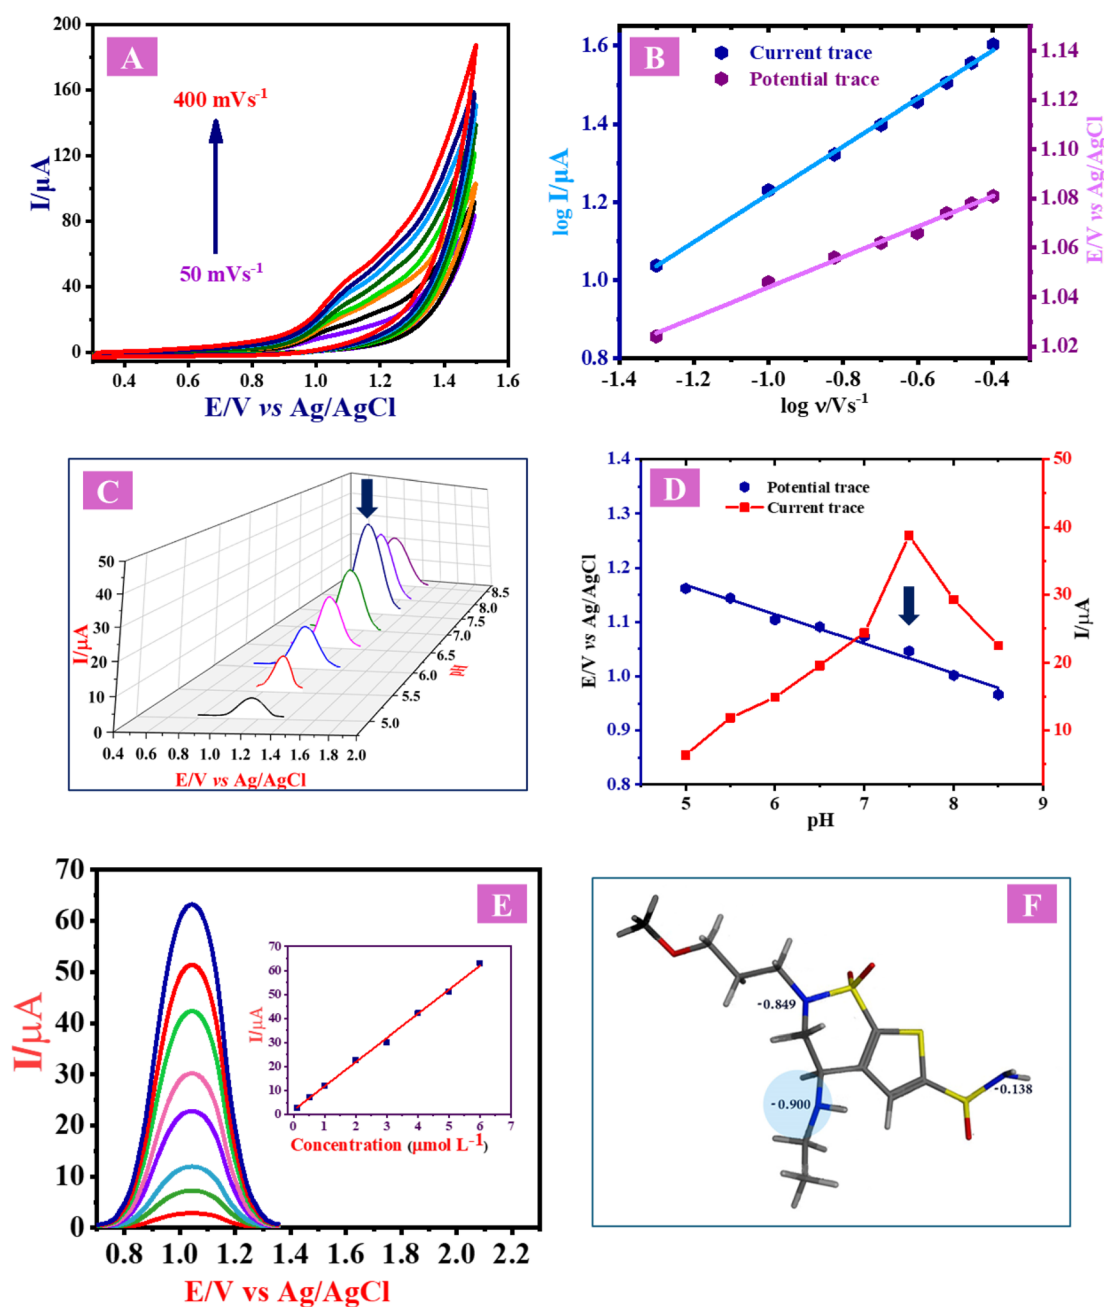 A
200
160
120
80
40
0
I/μA
400 mVs-1
50 mVs-1
0.4 0.6 0.8 1.0 1.2 1.4 1.6
E/V vs Ag/AgCl
B
Current trace
Potential trace
1.6
1.4
1.2
1.0
0.8
log I/μA
1.14
1.12
1.10
1.08
1.06
1.04
1.02
E/V vs Ag/AgCl
-1.4 -1.2 -1.0 -0.8 -0.6 -0.4
log ν/Vs-1
C
50
40
30
20
10
0
I/μA
0.4 0.6 0.8 1.0 1.2 1.4 1.6 1.8 2.0
E/V vs Ag/AgCl
5.0
5.5
6.0
6.5
7.0
7.5
8.0
8.5
pH
D
Potential trace
Current trace
1.4
1.3
1.2
1.1
1.0
0.9
0.8
E/V vs Ag/AgCl
50
40
30
20
10
I/μA
5 6 7 8 9
pH
E
70
60
50
40
30
20
10
0
I/μA
0.8 1.0 1.2 1.4 1.6 1.8 2.0 2.2
E/V vs Ag/AgCl
70
60
50
40
30
20
10
0
I/μA
0 1 2 3 4 5 6 7
Concentration (μmol L-1)
F
-0.849
-0.138
-0.900